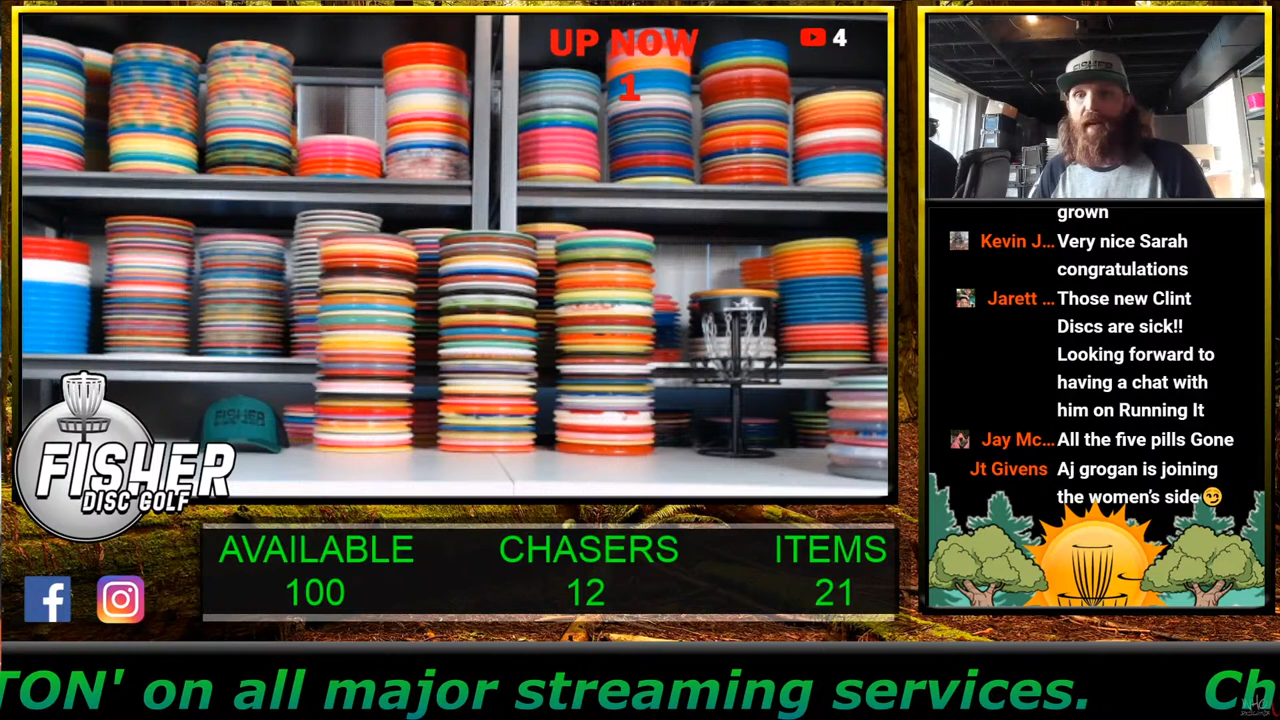 UP NOW
1
4
FISHER
FISHER
grown
Kevin J... Very nice Sarah
congratulations
Jarett ... Those new Clint
Discs are sick!!
Looking forward to
having a chat with
him on Running It
Jay Mc... All the five pills Gone
Jt Givens Aj grogan is joining
the women's side😏
FISHER
DISC GOLF
AVAILABLE CHASERS ITEMS
100 12 21
TON' on all major streaming services. Ch